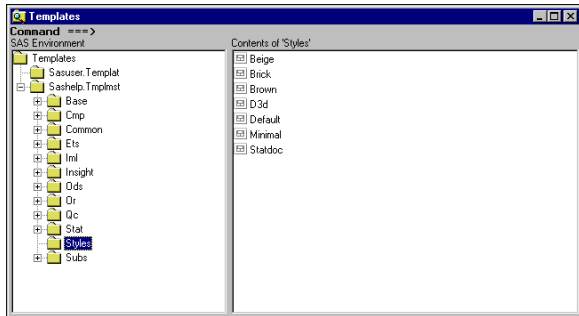 Templates
Command ===>
SAS Environment
Contents of 'Styles'
Templates
Sasuser.Templat
Sashelp.Tmplmst
Base
Cmp
Common
Ets
Iml
Insight
Ods
Or
Qc
Stat
Styles
Subs
Beige
Brick
Brown
D3d
Default
Minimal
Statdoc